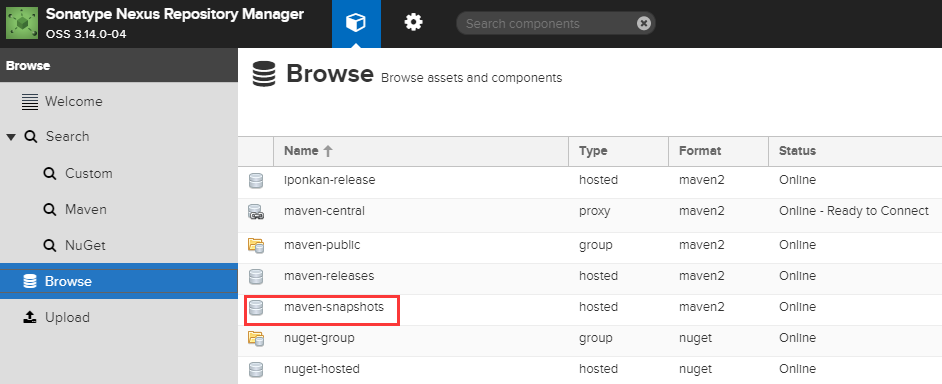 Sonatype Nexus Repository Manager
OSS 3.14.0-04
Search components
Browse
Welcome
Search
Custom
Maven
NuGet
Browse
Upload
Browse Browse assets and components
Name Type Format Status
iponkan-release hosted maven2 Online
maven-central proxy maven2 Online - Ready to Connect
maven-public group maven2 Online
maven-releases hosted maven2 Online
maven-snapshots hosted maven2 Online
nuget-group group nuget Online
nuget-hosted hosted nuget Online